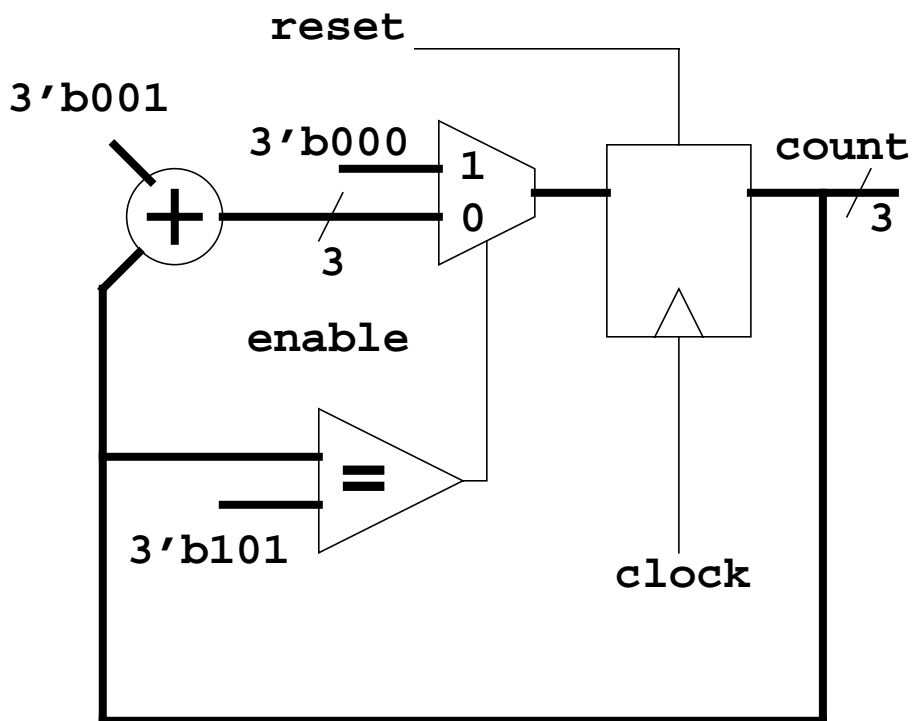 reset
3’b001
3’b000
count
1
+
0
3
3
enable
=
3’b101
clock